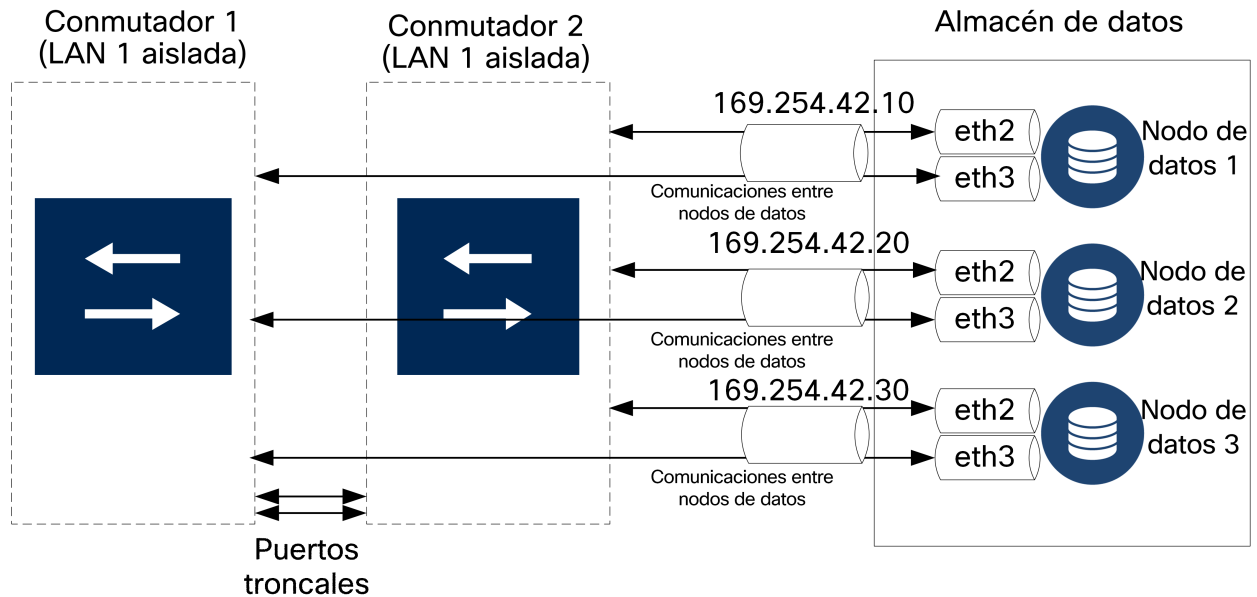 Conmutador 1
(LAN 1 aislada)
Conmutador 2
(LAN 1 aislada)
Almacén de datos
169.254.42.10
eth2
eth3
Nodo de
datos 1
Comunicaciones entre
nodos de datos
169.254.42.20
eth2
eth3
Nodo de
datos 2
Comunicaciones entre
nodos de datos
169.254.42.30
eth2
eth3
Nodo de
datos 3
Comunicaciones entre
nodos de datos
Puertos
troncales